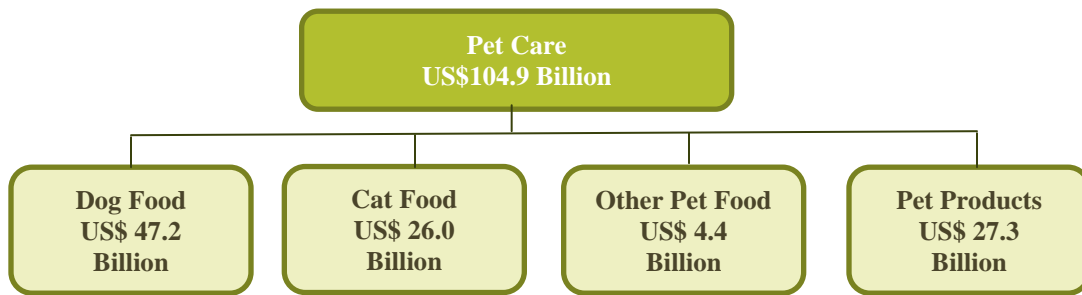 Pet Care
US$104.9 Billion
Dog Food
US$ 47.2
Billion
Cat Food
US$ 26.0
Billion
Other Pet Food
US$ 4.4
Billion
Pet Products
US$ 27.3
Billion